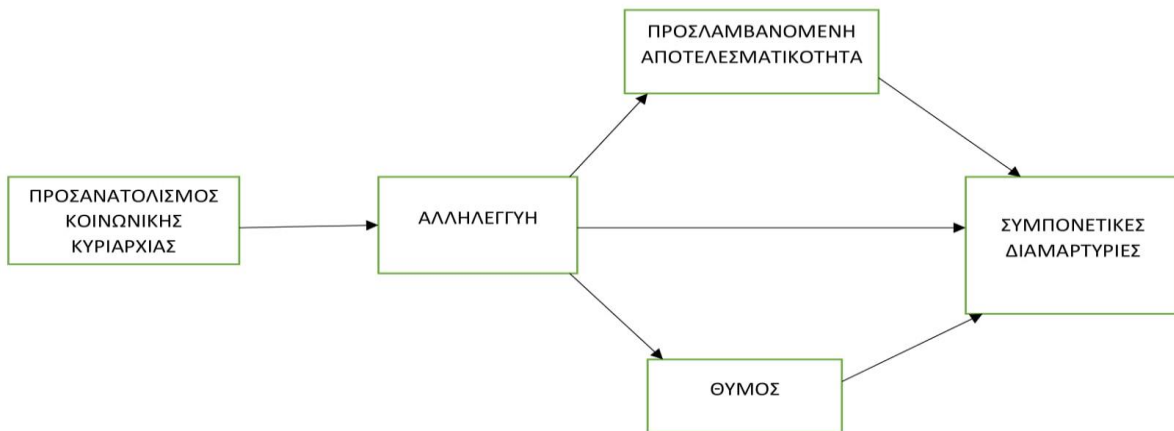 ΠΡΟΣΛΑΜΒΑΝΟΜΕΝΗ
ΑΠΟΤΕΛΕΣΜΑΤΙΚΟΤΗΤΑ
ΠΡΟΣΑΝΑΤΟΛΙΣΜΟΣ
ΚΟΙΝΩΝΙΚΗΣ
ΚΥΡΙΑΡΧΙΑΣ
ΑΛΛΗΛΕΓΓΥΗ
ΣΥΜΠΟΝΕΤΙΚΕΣ
ΔΙΑΜΑΡΤΥΡΙΕΣ
ΘΥΜΟΣ